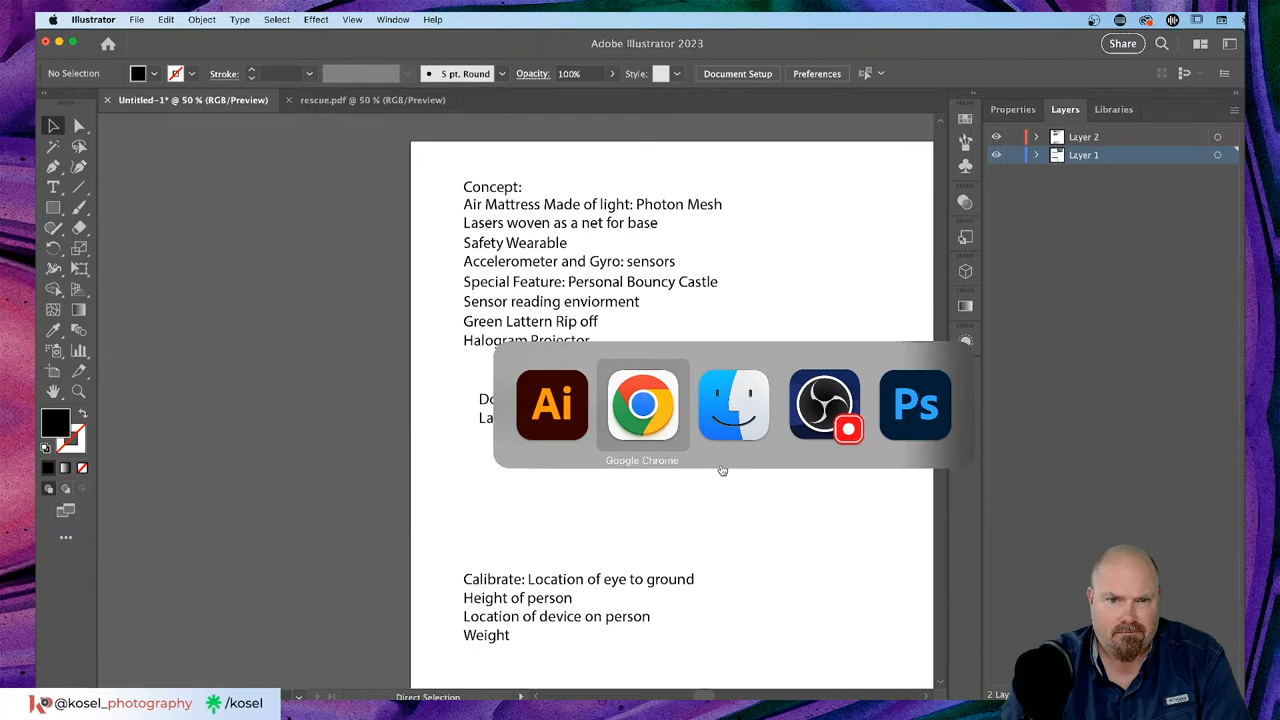 Illustrator File Edit Object Type Select Effect View Window Help
Adobe Illustrator 2023
Share
No Selection Stroke: 5 pt. Round Opacity: 100% Style: Document Setup Preferences
Untitled-1* @ 50 % (RGB/Preview) rescue.pdf @ 50 % (RGB/Preview)
Properties Layers Libraries
Layer 2
Layer 1
Concept:
Air Mattress Made of light: Photon Mesh
Lasers woven as a net for base
Safety Wearable
Accelerometer and Gyro: sensors
Special Feature: Personal Bouncy Castle
Sensor reading enviorment
Green Lattern Rip off
Halogram Projector
Ai
Ps
Google Chrome
Calibrate: Location of eye to ground
Height of person
Location of device on person
Weight
Direct Selection
@kosel_photography /kosel